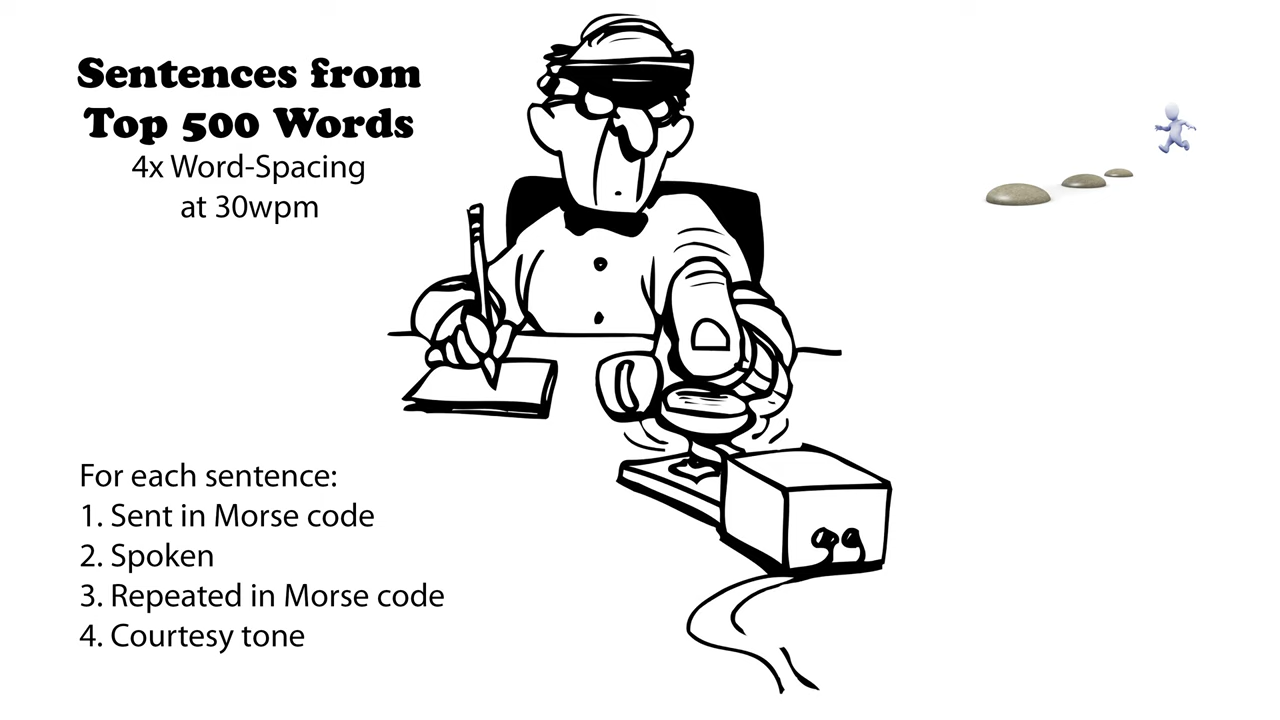 Sentences from
Top 500 Words
4x Word-Spacing
at 30wpm
For each sentence:
1. Sent in Morse code
2. Spoken
3. Repeated in Morse code
4. Courtesy tone